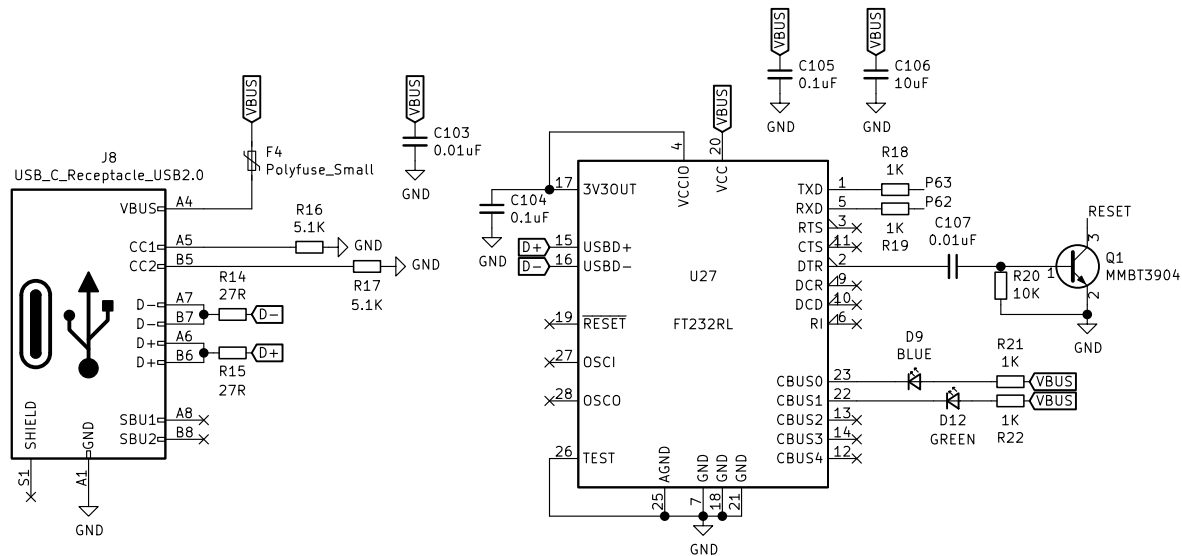 J8
USB_C_Receptacle_USB2.0
VBUS A4
CC1 A5
CC2 B5
D- A7
D- B7
D+ A6
D+ B6
SBU1 A8
SBU2 B8
SHIELD
GND
S1
A1
GND
VBUS
F4
Polyfuse_Small
R16
5.1K
GND
GND
R17
5.1K
R14
27R
D-
D+
R15
27R
VBUS
C103
0.01uF
GND
C104
0.1uF
GND
D+
D-
VBUS
C105
0.1uF
GND
VBUS
C106
10uF
GND
VBUS
4
20
VCCIO
VCC
17 3V3OUT
15 USBD+
16 USBD-
19 RESET
27 OSCI
28 OSCO
26 TEST
U27
FT232RL
TXD 1
RXD 5
RTS 3
CTS 11
DTR 2
DCR 9
DCD 10
RI 6
CBUS0 23
CBUS1 22
CBUS2 13
CBUS3 14
CBUS4 12
AGND
GND
GND
GND
25
7
18
21
GND
R18
1K
P63
P62
1K
R19
C107
0.01uF
R20
10K
RESET
3
1
2
Q1
MMBT3904
GND
D9
BLUE
R21
1K
VBUS
VBUS
D12
GREEN
1K
R22